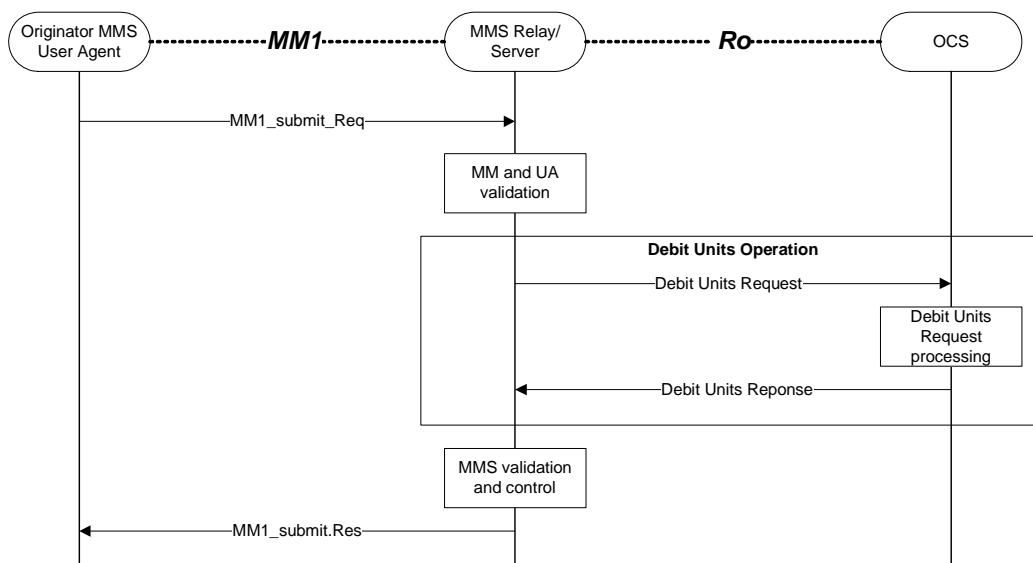 Originator MMS
User Agent
MM1
MMS Relay/
Server
Ro
OCS
MM1_submit_Req
MM and UA
validation
Debit Units Operation
Debit Units Request
Debit Units
Request
processing
Debit Units Reponse
MMS validation
and control
MM1_submit.Res